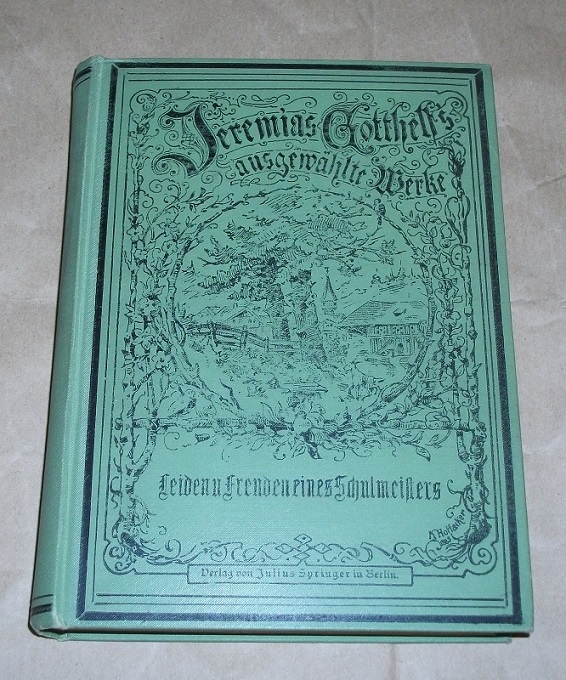 Jeremias Gotthelf's
ausgewählte Werke
Leiden u Freuden eines Schulmeisters
Verlag von Julius Springer in Berlin.